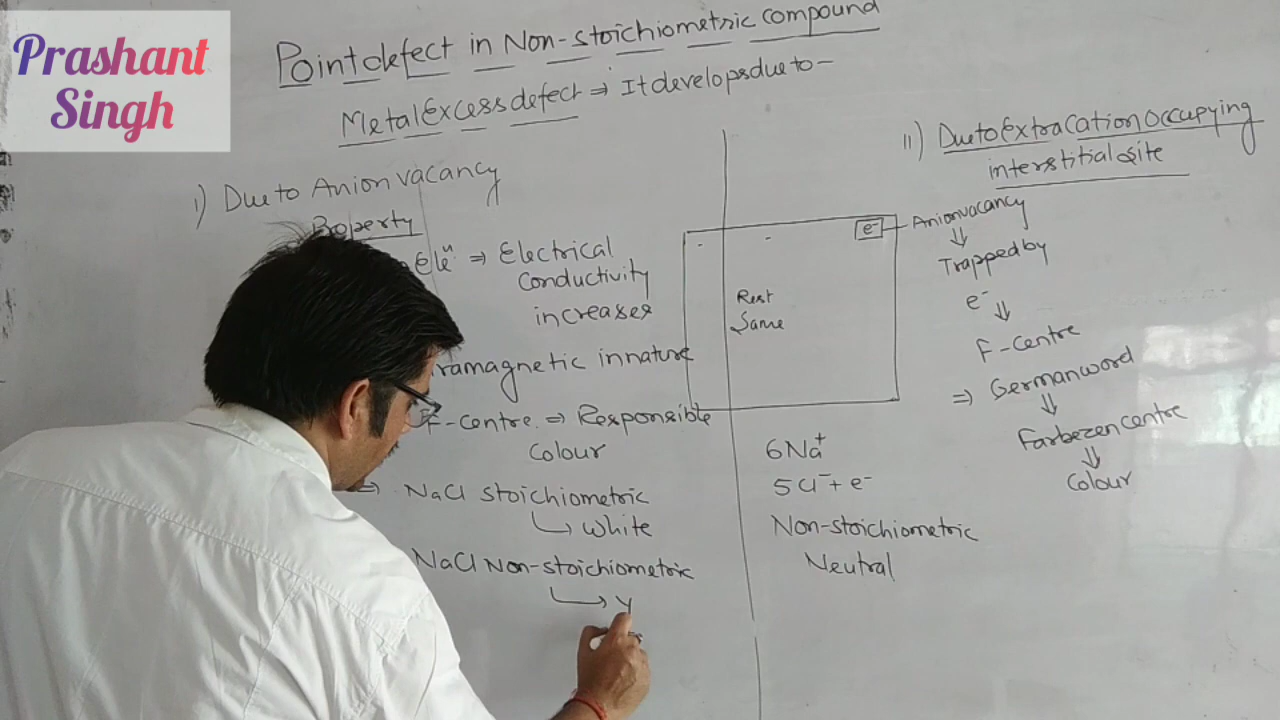 Prashant
Singh
Point defect in Non-stoichiometric compound
Metal Excess defect ⇒ It develops due to -
i) Due to Anion vacancy
Property
Eleⁿ ⇒ Electrical
conductivity
increases
ramagnetic in nature
F-centre ⇒ Responsible
Colour
⇒ NaCl stoichiometric
↳ White
NaCl Non-stoichiometric
↳ Y
e⁻
Rest
Same
6Na⁺
5Cl⁻ + e⁻
Non-stoichiometric
Neutral
ii) Due to Extra Cation Occupying
interstitial site
Anion vacancy
⇓
Trapped by
e⁻ ⇓
F-Centre
⇒ German word
⇓
Farbezen centre
⇓
Colour